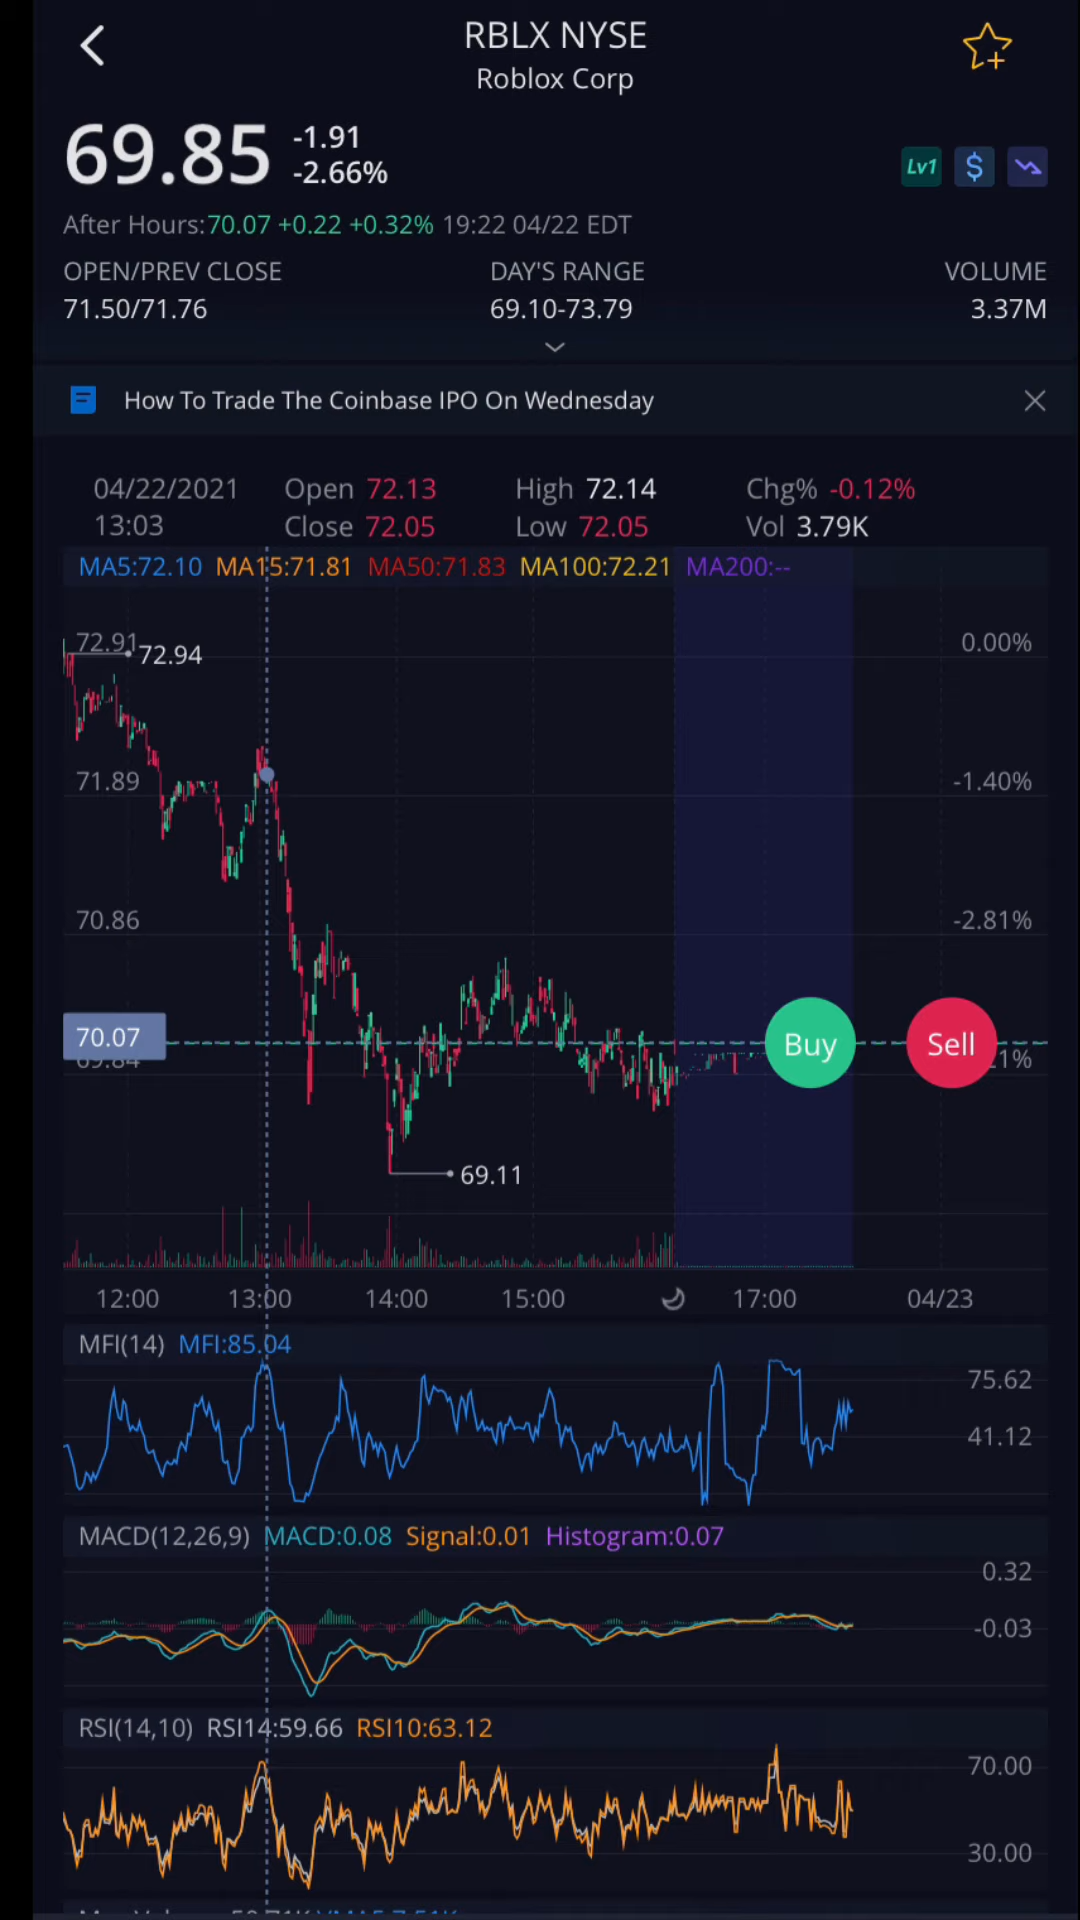 RBLX NYSE
Roblox Corp
69.85 -1.91
-2.66%
Lv1 $
After Hours:70.07 +0.22 +0.32% 19:22 04/22 EDT
OPEN/PREV CLOSE DAY'S RANGE VOLUME
71.50/71.76 69.10-73.79 3.37M
How To Trade The Coinbase IPO On Wednesday
04/22/2021 Open 72.13 High 72.14 Chg% -0.12%
13:03 Close 72.05 Low 72.05 Vol 3.79K
MA5:72.10 MA15:71.81 MA50:71.83 MA100:72.21 MA200:--
72.91 72.94 0.00%
71.89 -1.40%
70.86 -2.81%
70.07 Buy Sell
69.84
69.11
12:00 13:00 14:00 15:00 17:00 04/23
MFI(14) MFI:85.04
75.62
41.12
MACD(12,26,9) MACD:0.08 Signal:0.01 Histogram:0.07
0.32
-0.03
RSI(14,10) RSI14:59.66 RSI10:63.12
70.00
30.00